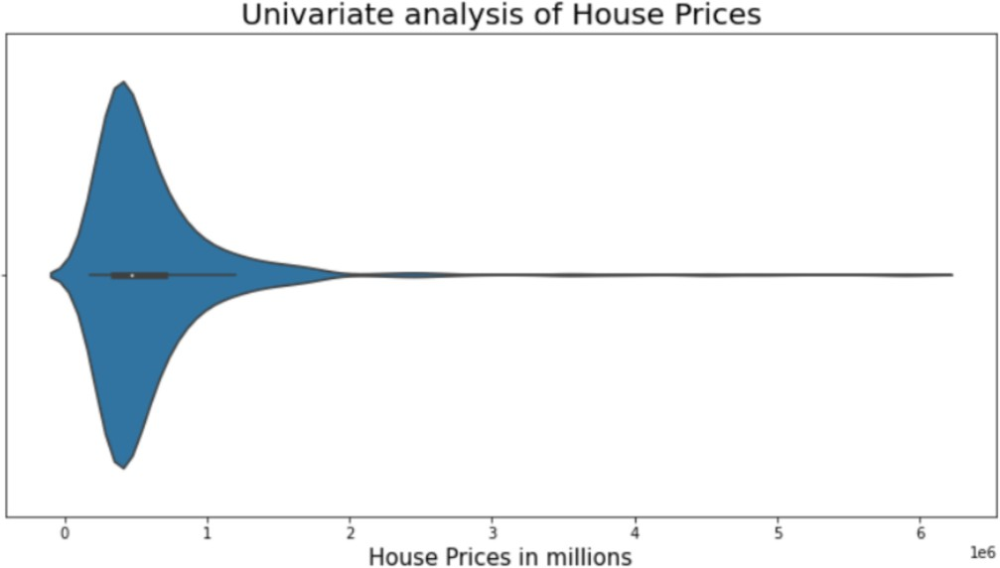 Univariate analysis of House Prices
0 1 2 3 4 5 6
1e6
House Prices in millions